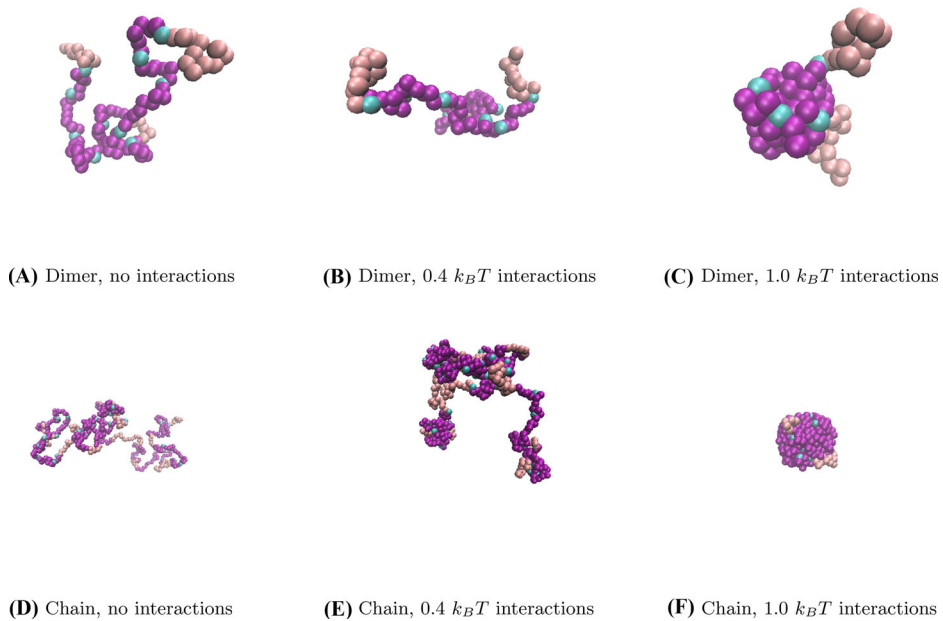 (A) Dimer, no interactions
(B) Dimer, 0.4 k_BT interactions
(C) Dimer, 1.0 k_BT interactions
(D) Chain, no interactions
(E) Chain, 0.4 k_BT interactions
(F) Chain, 1.0 k_BT interactions